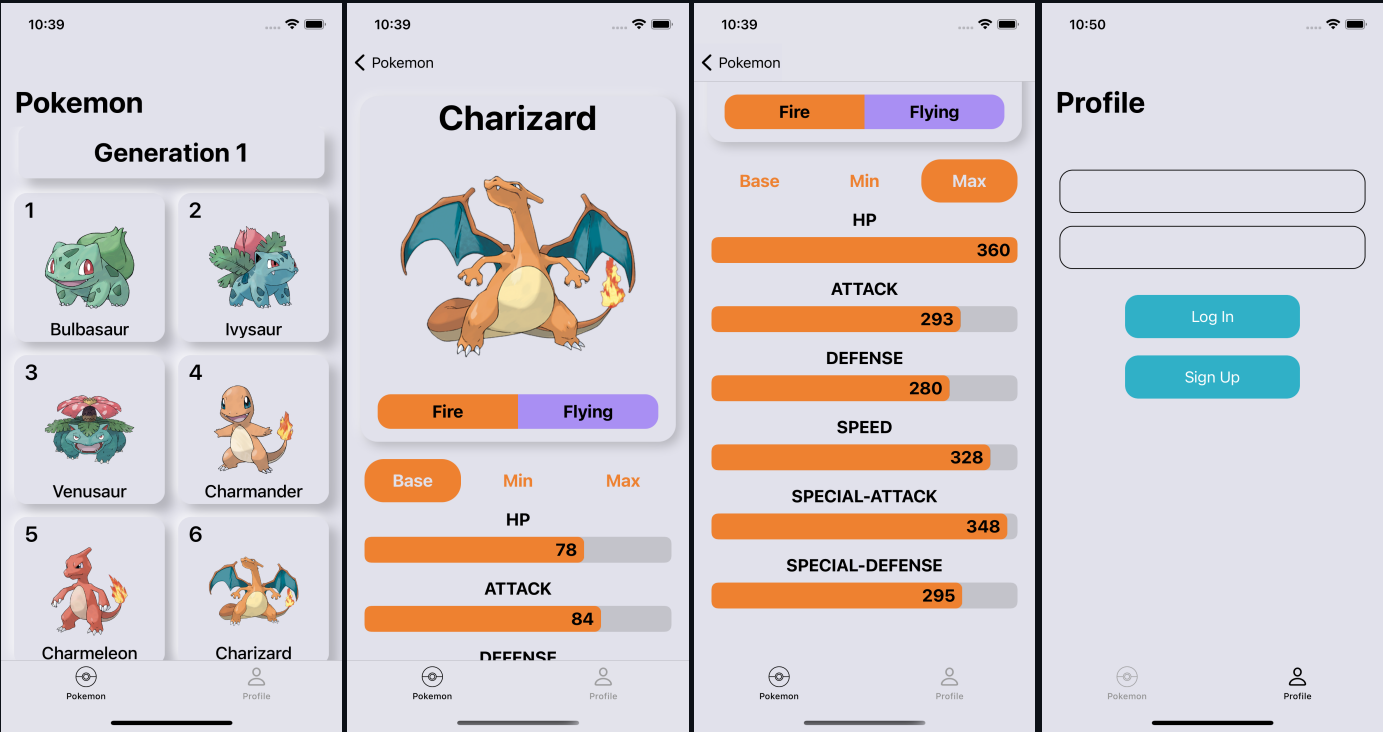 10:39
Pokemon
Generation 1
1
2
Bulbasaur
Ivysaur
3
4
Venusaur
Charmander
5
6
Charmeleon
Charizard
Pokemon
Profile
10:39
Pokemon
Charizard
Fire
Flying
Base
Min
Max
HP
78
ATTACK
84
DEFENSE
Pokemon
Profile
10:39
Pokemon
Fire
Flying
Base
Min
Max
HP
360
ATTACK
293
DEFENSE
280
SPEED
328
SPECIAL-ATTACK
348
SPECIAL-DEFENSE
295
Pokemon
Profile
10:50
Profile
Log In
Sign Up
Pokemon
Profile